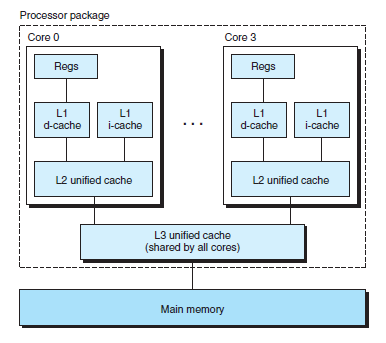 Processor package
Core 0
Core 3
Regs
Regs
L1
d-cache
L1
i-cache
. . .
L1
d-cache
L1
i-cache
L2 unified cache
L2 unified cache
L3 unified cache
(shared by all cores)
Main memory